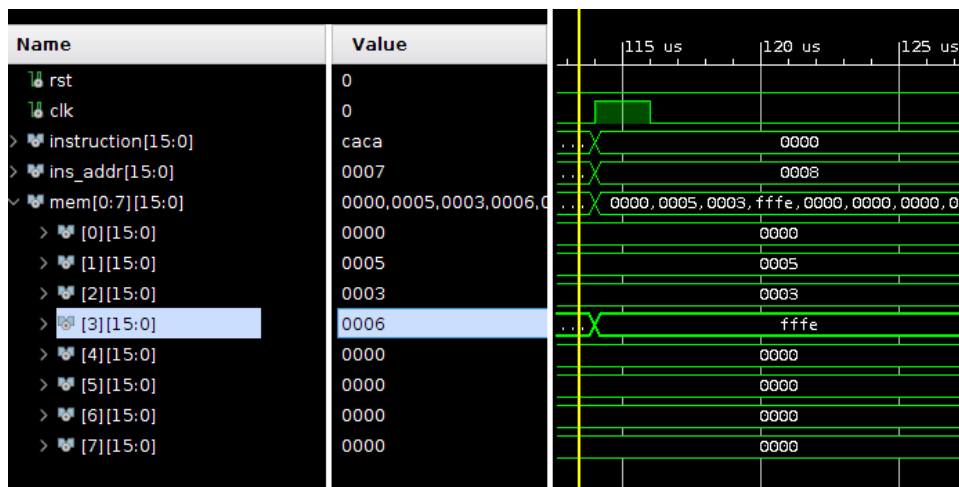 Name Value 115 us 120 us 125 us
rst 0
clk 0
instruction[15:0] caca ... 0000
ins_addr[15:0] 0007 ... 0008
mem[0:7][15:0] 0000,0005,0003,0006,0 ... 0000,0005,0003,fffe,0000,0000,0000,0
[0][15:0] 0000 0000
[1][15:0] 0005 0005
[2][15:0] 0003 0003
[3][15:0] 0006 ... fffe
[4][15:0] 0000 0000
[5][15:0] 0000 0000
[6][15:0] 0000 0000
[7][15:0] 0000 0000